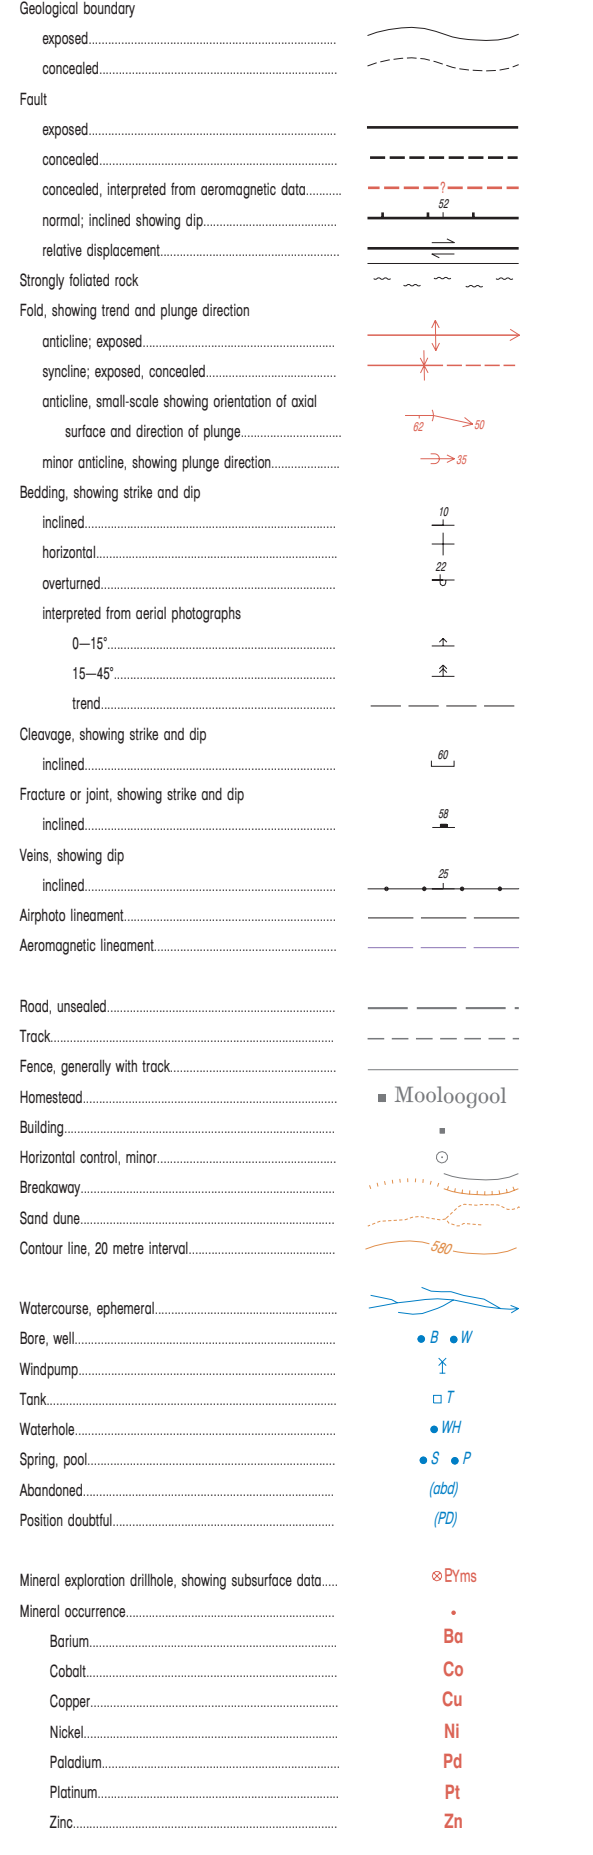 Geological boundary
exposed
concealed
Fault
exposed
concealed
concealed, interpreted from aeromagnetic data ?
normal; inclined showing dip 52
relative displacement
Strongly foliated rock
Fold, showing trend and plunge direction
anticline; exposed
syncline; exposed, concealed
anticline, small-scale showing orientation of axial
surface and direction of plunge 62 50
minor anticline, showing plunge direction 35
Bedding, showing strike and dip
inclined 10
horizontal
overturned 22
interpreted from aerial photographs
0—15°
15—45°
trend
Cleavage, showing strike and dip
inclined 60
Fracture or joint, showing strike and dip
inclined 58
Veins, showing dip
inclined 25
Airphoto lineament
Aeromagnetic lineament
Road, unsealed
Track
Fence, generally with track
Homestead Mooloogool
Building
Horizontal control, minor
Breakaway
Sand dune
Contour line, 20 metre interval 580
Watercourse, ephemeral
Bore, well B W
Windpump
Tank T
Waterhole WH
Spring, pool S P
Abandoned (abd)
Position doubtful (PD)
Mineral exploration drillhole, showing subsurface data PYms
Mineral occurrence
Barium Ba
Cobalt Co
Copper Cu
Nickel Ni
Paladium Pd
Platinum Pt
Zinc Zn